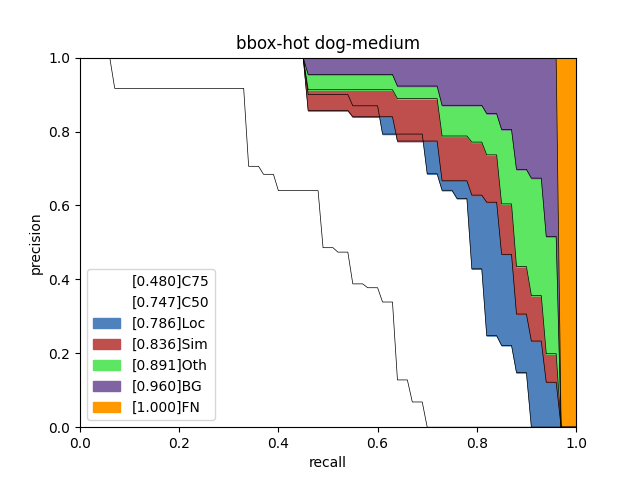 bbox-hot dog-medium
1.0
0.8
0.6
0.4
0.2
0.0
precision
[0.480]C75
[0.747]C50
[0.786]Loc
[0.836]Sim
[0.891]Oth
[0.960]BG
[1.000]FN
0.0 0.2 0.4 0.6 0.8 1.0
recall